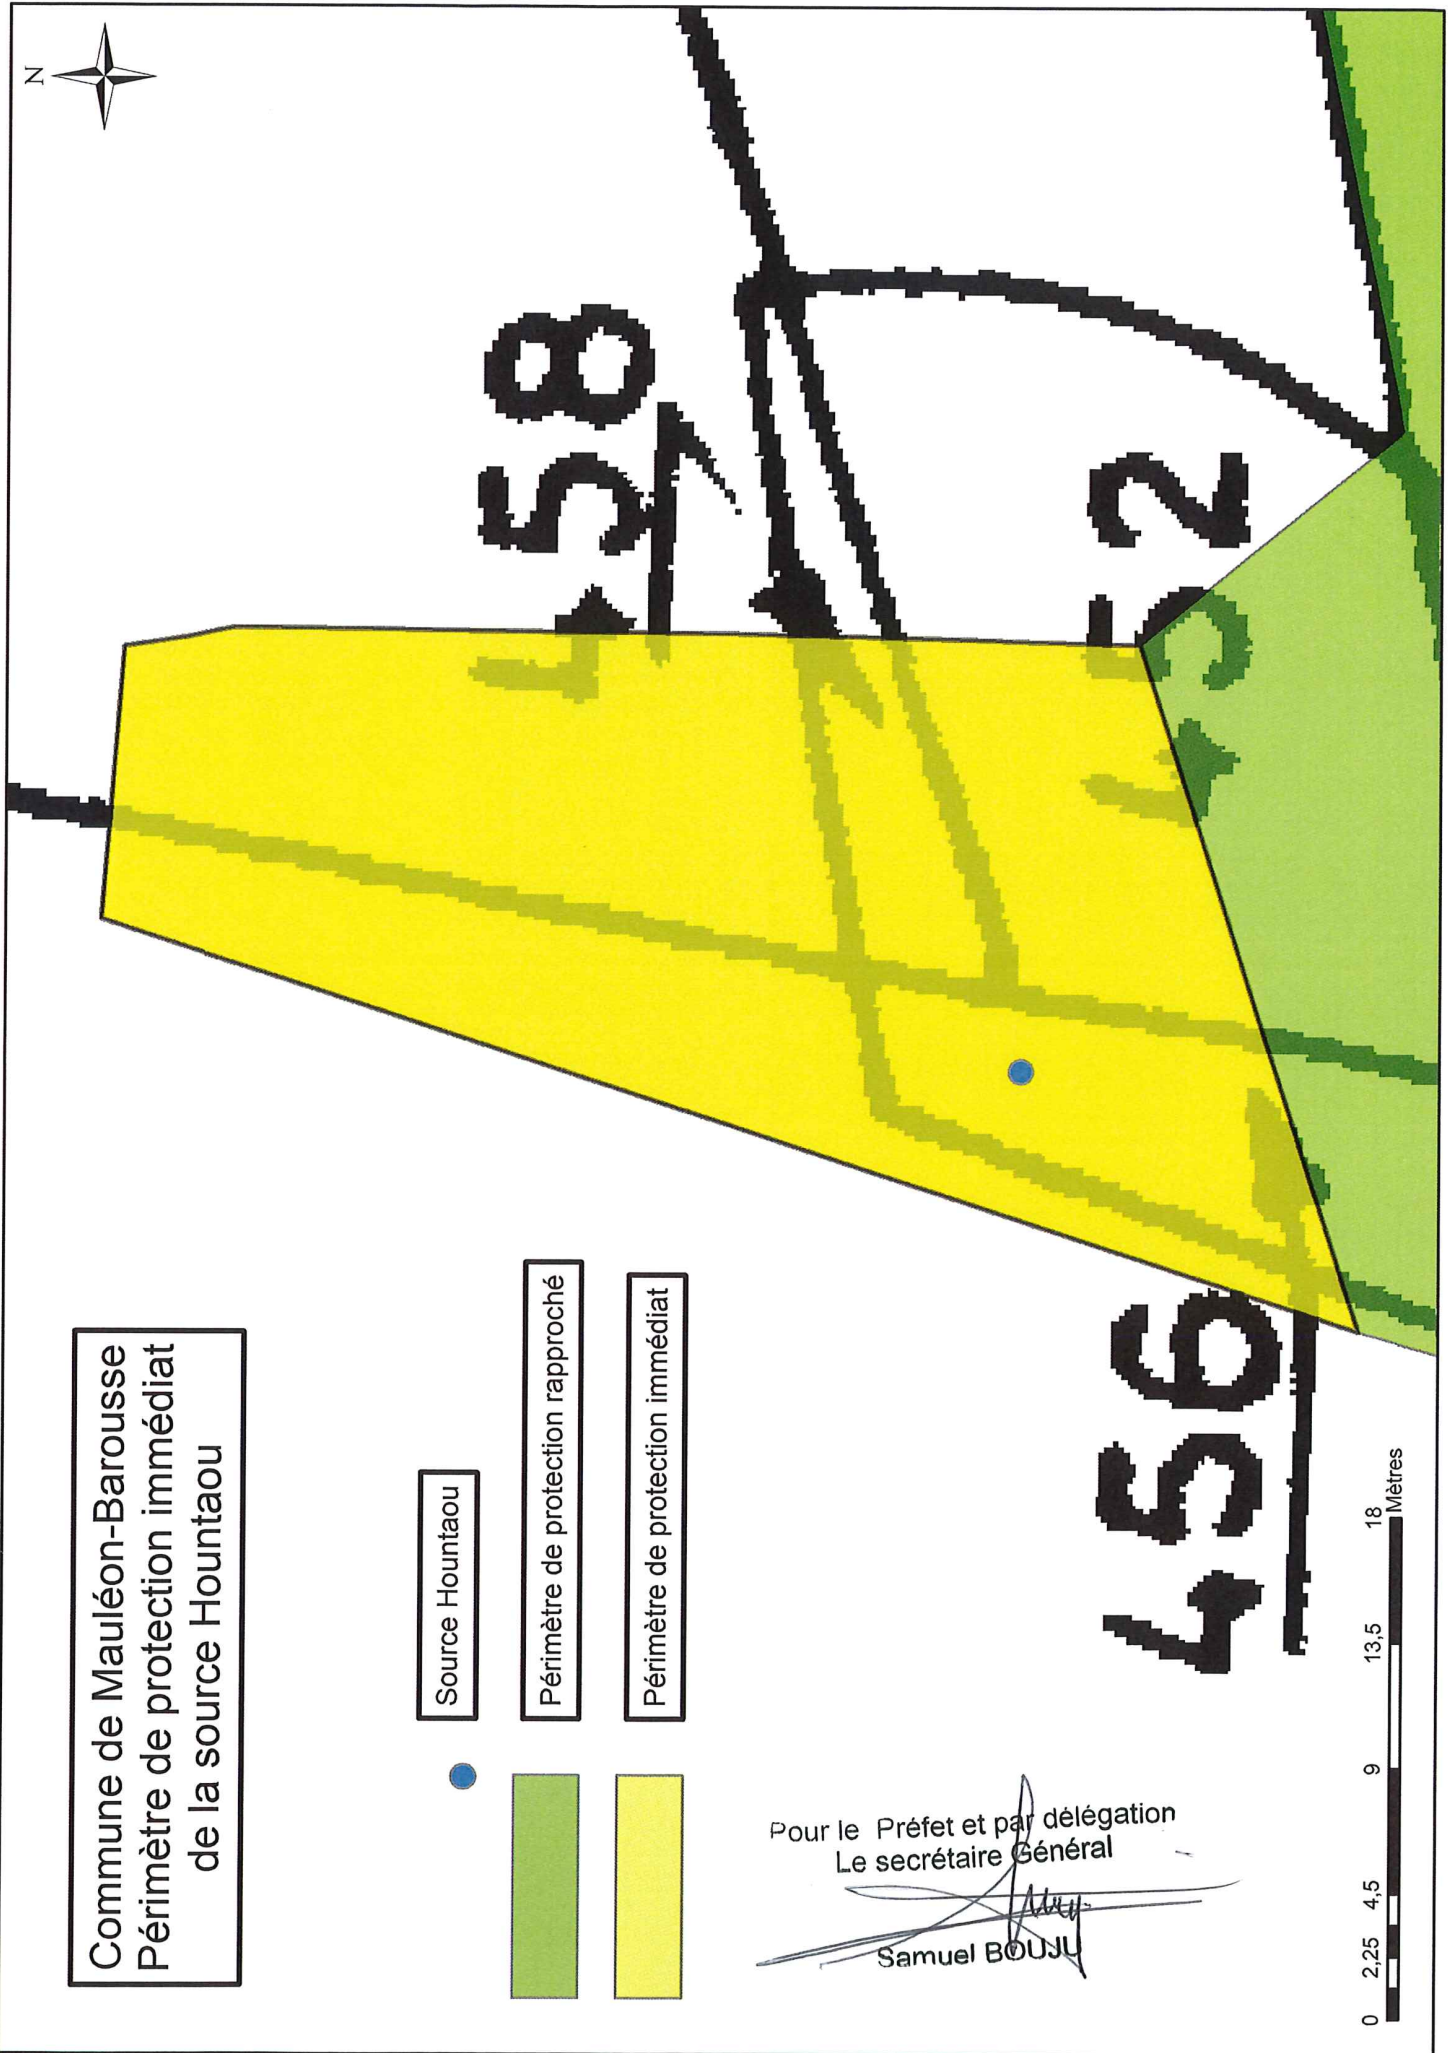 Commune de Mauléon-Barousse
Périmètre de protection immédiat
de la source Hountaou
N
Source Hountaou
Périmètre de protection rapproché
Périmètre de protection immédiat
458
452
456
Pour le Préfet et par délégation
Le secrétaire Général
Samuel BOUJU
0 2,25 4,5 9 13,5 18
Mètres